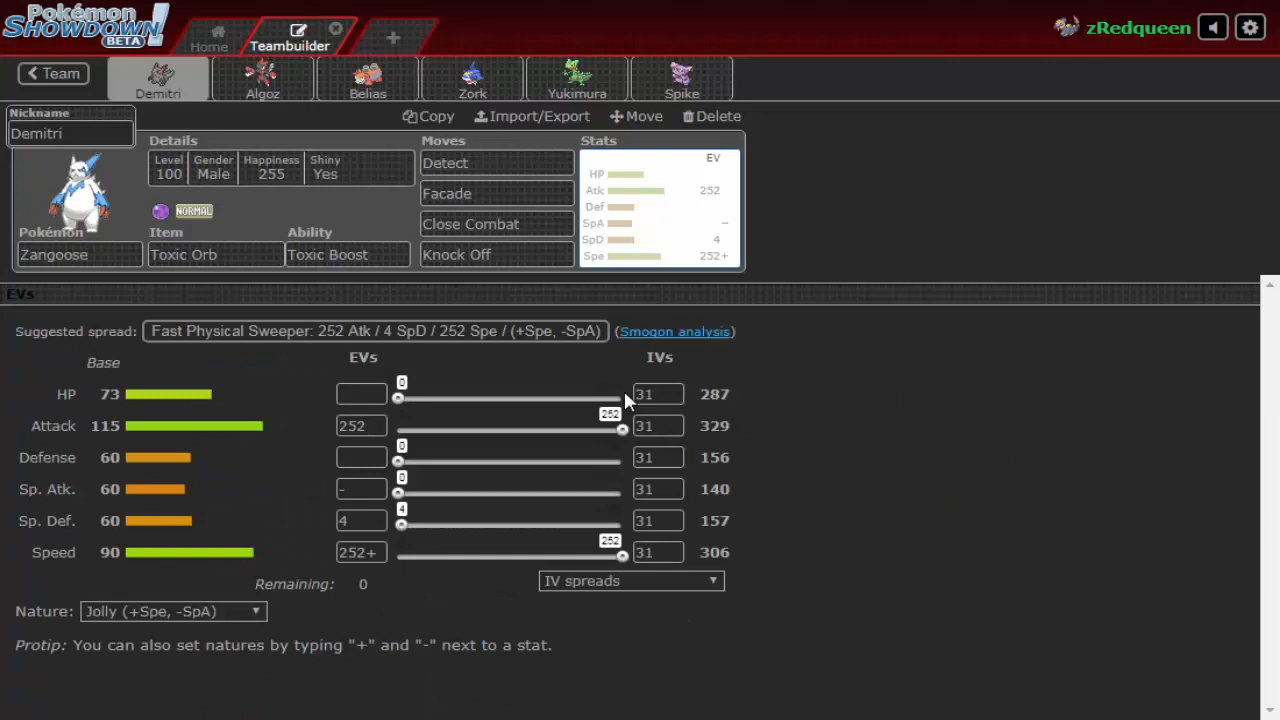 Pokémon
SHOWDOWN!
BETA
Home
Teambuilder
+
zRedqueen
< Team
Demitri Algoz Belias Zork Yukimura Spike
Copy Import/Export Move Delete
Nickname
Demitri
Details
Level Gender Happiness Shiny
100 Male 255 Yes
NORMAL
Pokémon Item Ability
Zangoose Toxic Orb Toxic Boost
Moves
Detect
Facade
Close Combat
Knock Off
Stats
EV
HP
Atk 252
Def
SpA –
SpD 4
Spe 252+
EVs
Suggested spread: Fast Physical Sweeper: 252 Atk / 4 SpD / 252 Spe / (+Spe, -SpA) (Smogon analysis)
Base EVs IVs
HP 73 0 31 287
Attack 115 252 252 31 329
Defense 60 0 31 156
Sp. Atk. 60 - 0 31 140
Sp. Def. 60 4 4 31 157
Speed 90 252+ 252 31 306
Remaining: 0 IV spreads
Nature: Jolly (+Spe, -SpA)
Protip: You can also set natures by typing "+" and "-" next to a stat.